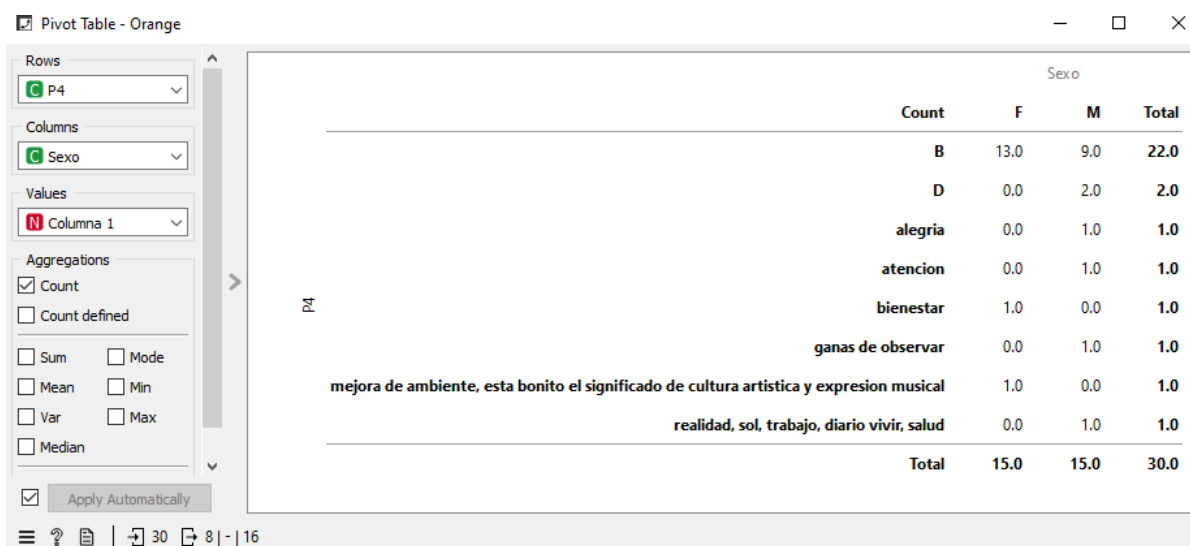 Pivot Table - Orange
Rows
C P4
Columns
C Sexo
Values
N Columna 1
Aggregations
Count
Count defined
Sum Mode
Mean Min
Var Max
Median
Apply Automatically
? 30 8 | - | 16
Sexo
Count F M Total
P4
B 13.0 9.0 22.0
D 0.0 2.0 2.0
alegria 0.0 1.0 1.0
atencion 0.0 1.0 1.0
bienestar 1.0 0.0 1.0
ganas de observar 0.0 1.0 1.0
mejora de ambiente, esta bonito el significado de cultura artistica y expresion musical 1.0 0.0 1.0
realidad, sol, trabajo, diario vivir, salud 0.0 1.0 1.0
Total 15.0 15.0 30.0